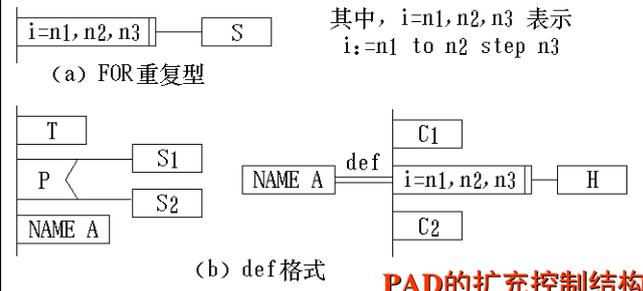 i=n1,n2,n3
S
其中，i=n1,n2,n3 表示
i:=n1 to n2 step n3
（a）FOR重复型
T
P
S1
S2
NAME A
NAME A
def
C1
i=n1,n2,n3
H
C2
（b）def格式
PAD的扩充控制结构